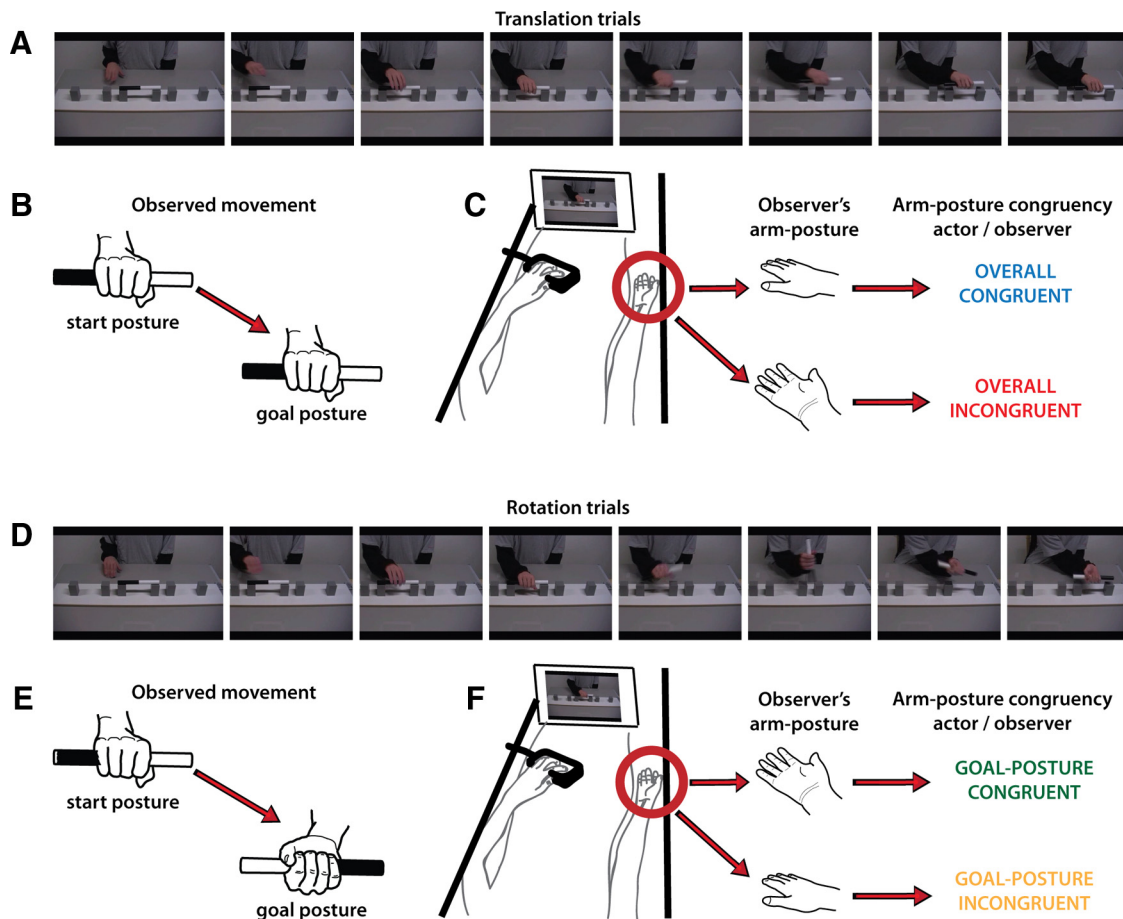 Translation trials
A
B
Observed movement
start posture
goal posture
C
Observer's
arm-posture
Arm-posture congruency
actor / observer
OVERALL
CONGRUENT
OVERALL
INCONGRUENT
Rotation trials
D
E
Observed movement
start posture
goal posture
F
Observer's
arm-posture
Arm-posture congruency
actor / observer
GOAL-POSTURE
CONGRUENT
GOAL-POSTURE
INCONGRUENT